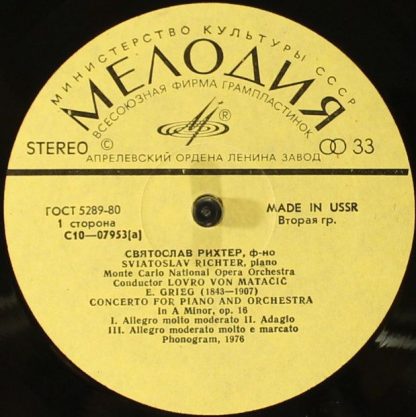 МИНИСТЕРСТВО КУЛЬТУРЫ СССР
МЕЛОДИЯ
ВСЕСОЮЗНАЯ ФИРМА ГРАМПЛАСТИНОК
©
®
STEREO
33
АПРЕЛЕВСКИЙ ОРДЕНА ЛЕНИНА ЗАВОД
ГОСТ 5289-80
MADE IN USSR
1 сторона
Вторая гр.
С10—07953[а]
СВЯТОСЛАВ РИХТЕР, ф-но
SVIATOSLAV RICHTER, piano
Monte Carlo National Opera Orchestra
Conductor LOVRO VON MATAČIĆ
E. GRIEG (1843—1907)
CONCERTO FOR PIANO AND ORCHESTRA
In A Minor, op. 16
I. Allegro molto moderato II. Adagio
III. Allegro moderato molto e marcato
Phonogram, 1976